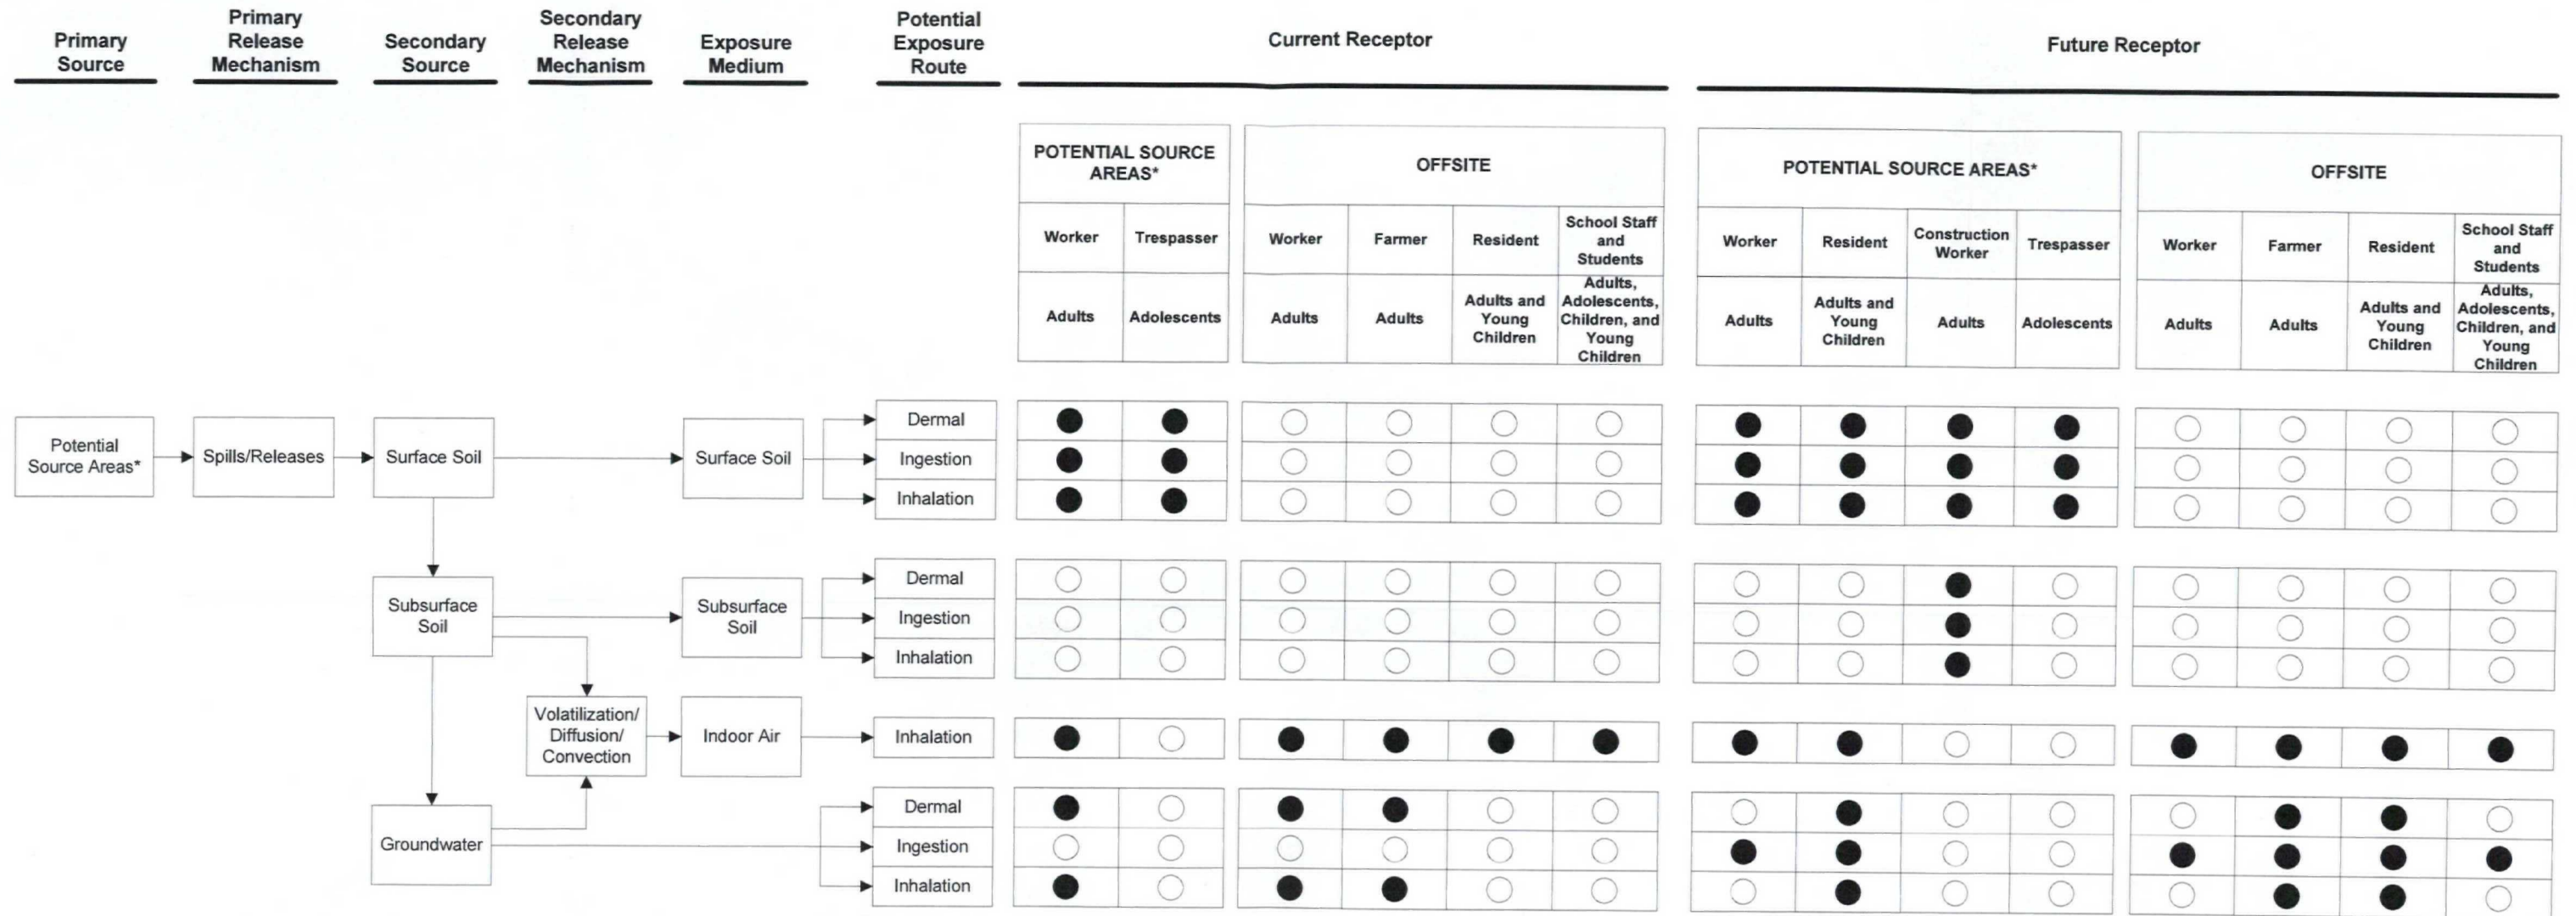 Primary
Source
Primary
Release
Mechanism
Secondary
Source
Secondary
Release
Mechanism
Exposure
Medium
Potential
Exposure
Route
Current Receptor
Future Receptor
POTENTIAL SOURCE
AREAS*
OFFSITE
POTENTIAL SOURCE AREAS*
OFFSITE
Worker
Trespasser
Worker
Farmer
Resident
School Staff
and
Students
Worker
Resident
Construction
Worker
Trespasser
Worker
Farmer
Resident
School Staff
and
Students
Adults
Adolescents
Adults
Adults
Adults and
Young
Children
Adults,
Adolescents,
Children, and
Young
Children
Adults
Adults and
Young
Children
Adults
Adolescents
Adults
Adults
Adults and
Young
Children
Adults,
Adolescents,
Children, and
Young
Children
Potential
Source Areas*
Spills/Releases
Surface Soil
Surface Soil
Dermal
Ingestion
Inhalation
Subsurface
Soil
Subsurface
Soil
Dermal
Ingestion
Inhalation
Volatilization/
Diffusion/
Convection
Indoor Air
Inhalation
Groundwater
Dermal
Ingestion
Inhalation